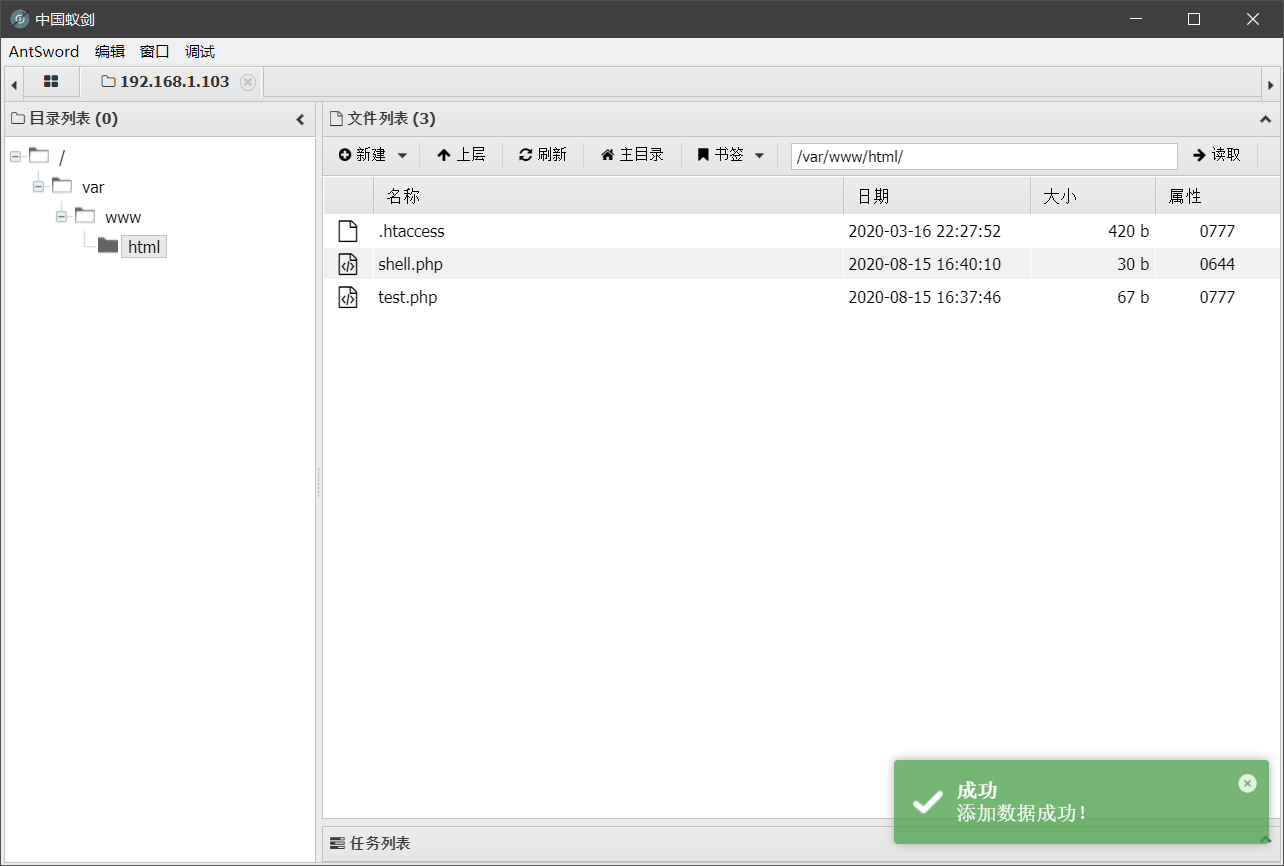 中国蚁剑
AntSword 编辑 窗口 调试
192.168.1.103
目录列表 (0)
/
var
www
html
文件列表 (3)
新建 上层 刷新 主目录 书签 /var/www/html/ 读取
名称 日期 大小 属性
.htaccess 2020-03-16 22:27:52 420 b 0777
shell.php 2020-08-15 16:40:10 30 b 0644
test.php 2020-08-15 16:37:46 67 b 0777
成功
添加数据成功！
任务列表